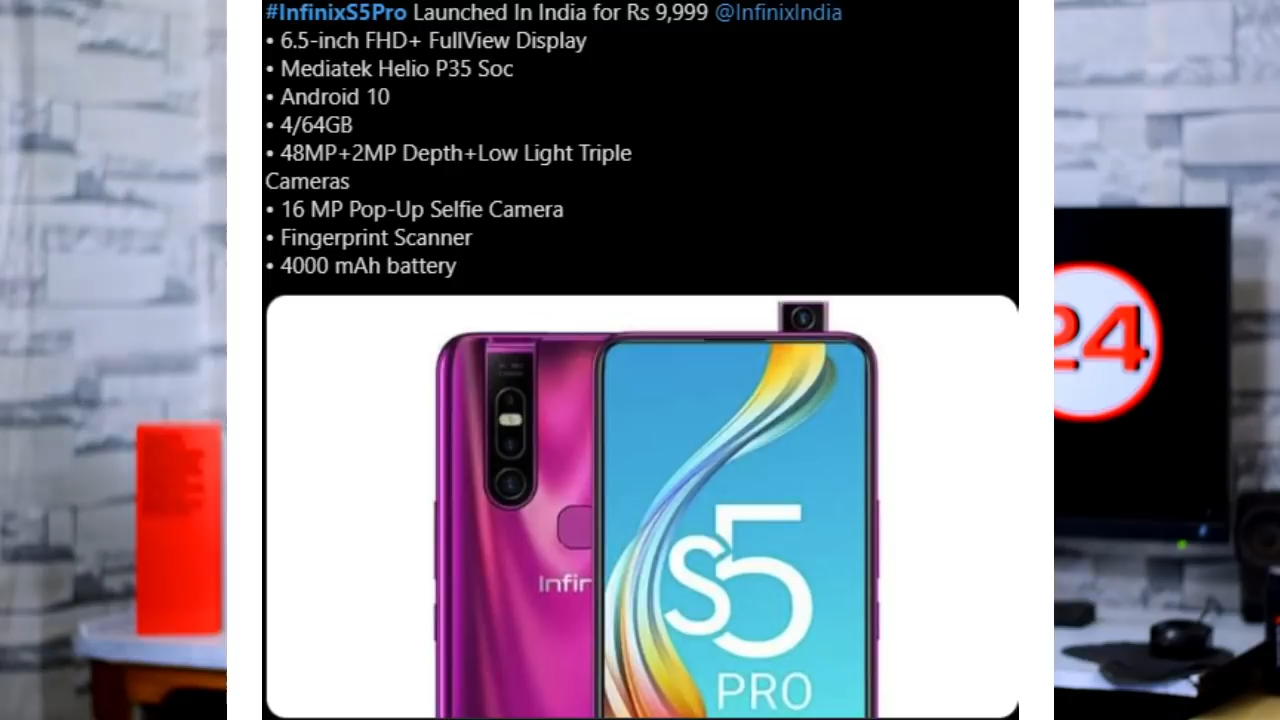 #InfinixS5Pro Launched In India for Rs 9,999 @InfinixIndia
• 6.5-inch FHD+ FullView Display
• Mediatek Helio P35 Soc
• Android 10
• 4/64GB
• 48MP+2MP Depth+Low Light Triple
Cameras
• 16 MP Pop-Up Selfie Camera
• Fingerprint Scanner
• 4000 mAh battery
24
Infin
S5
PRO